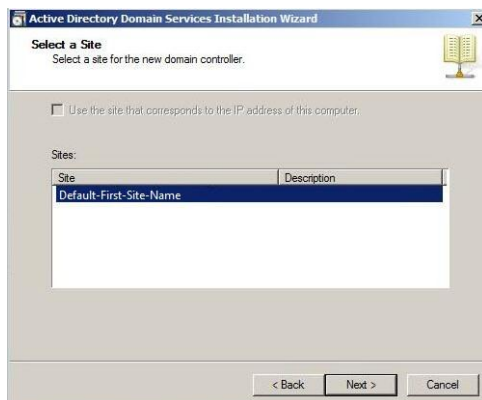 Active Directory Domain Services Installation Wizard
Select a Site
Select a site for the new domain controller.
Use the site that corresponds to the IP address of this computer.
Sites:
Site Description
Default-First-Site-Name
< Back Next > Cancel